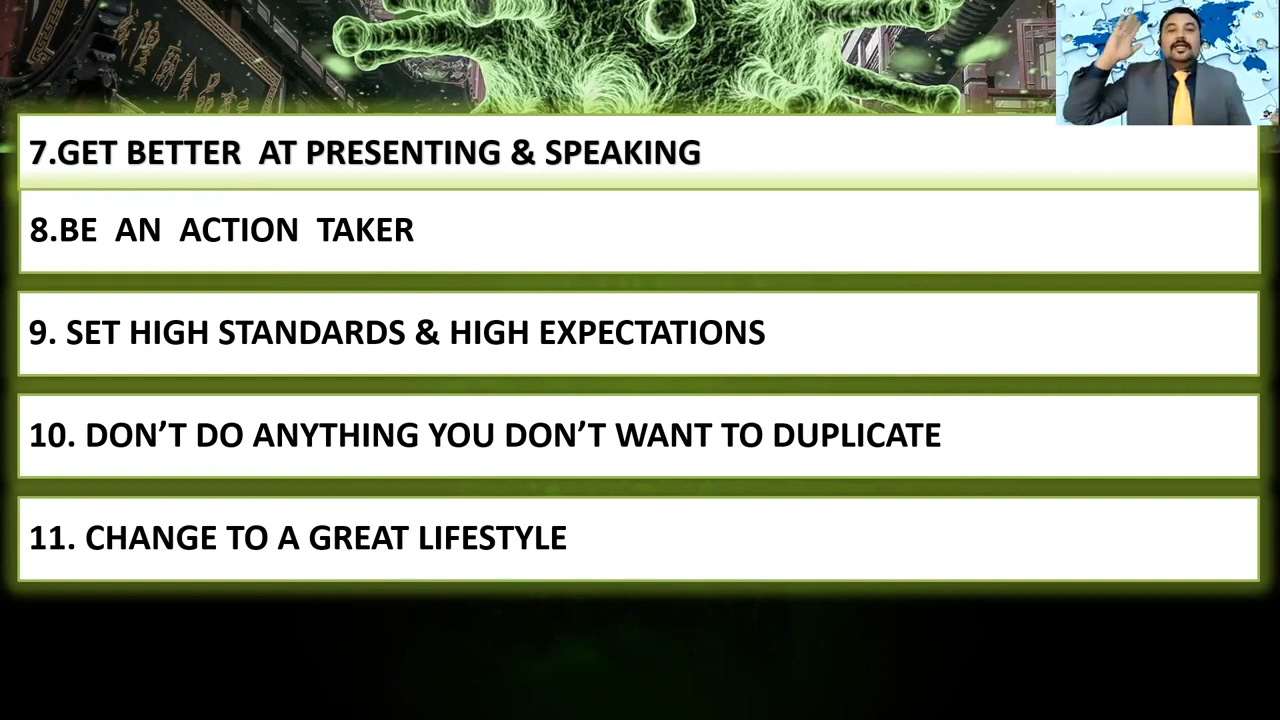 7.GET BETTER  AT PRESENTING & SPEAKING
8.BE  AN  ACTION  TAKER
9. SET HIGH STANDARDS & HIGH EXPECTATIONS
10. DON’T DO ANYTHING YOU DON’T WANT TO DUPLICATE
11. CHANGE TO A GREAT LIFESTYLE